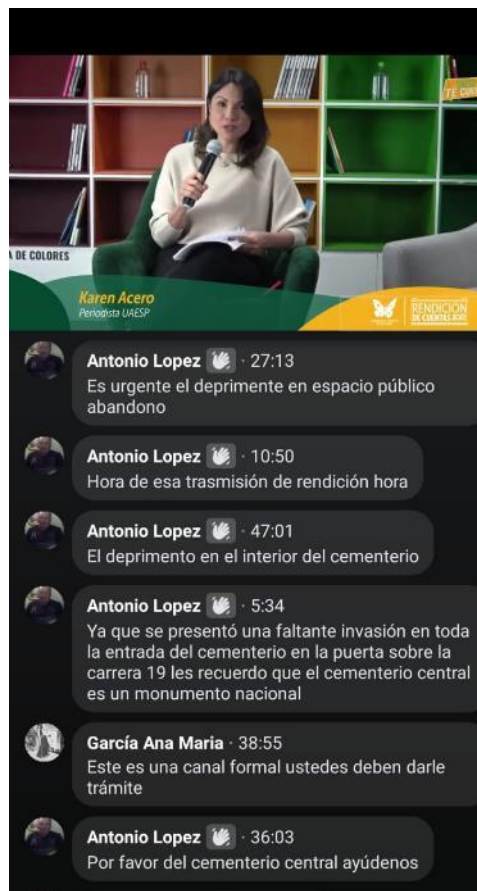 TE CUEN
A DE COLORES
Karen Acero
Periodista UAESP
RENDICIÓN
DE CUENTAS
Antonio Lopez · 27:13
Es urgente el deprimente en espacio público
abandono
Antonio Lopez · 10:50
Hora de esa trasmisión de rendición hora
Antonio Lopez · 47:01
El deprimento en el interior del cementerio
Antonio Lopez · 5:34
Ya que se presentó una faltante invasión en toda
la entrada del cementerio en la puerta sobre la
carrera 19 les recuerdo que el cementerio central
es un monumento nacional
García Ana Maria · 38:55
Este es una canal formal ustedes deben darle
trámite
Antonio Lopez · 36:03
Por favor del cementerio central ayúdenos